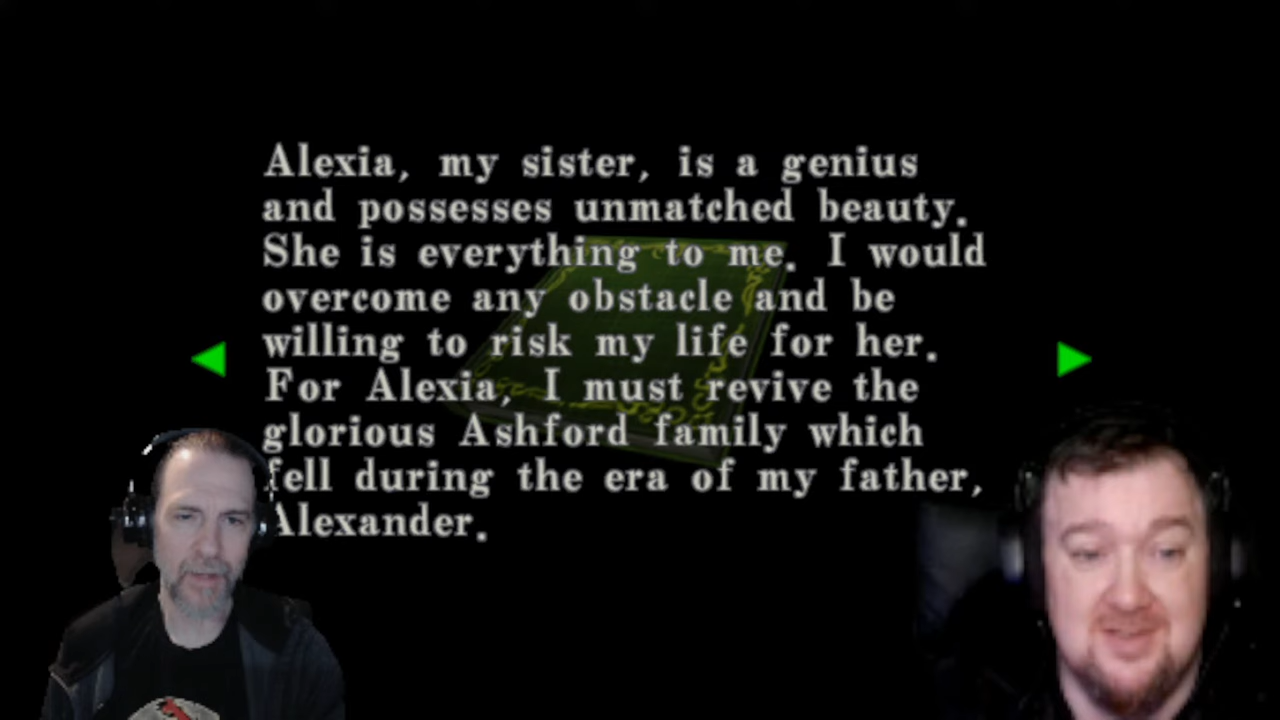 Alexia, my sister, is a genius
and possesses unmatched beauty.
She is everything to me. I would
overcome any obstacle and be
willing to risk my life for her.
For Alexia, I must revive the
glorious Ashford family which
fell during the era of my father,
Alexander.